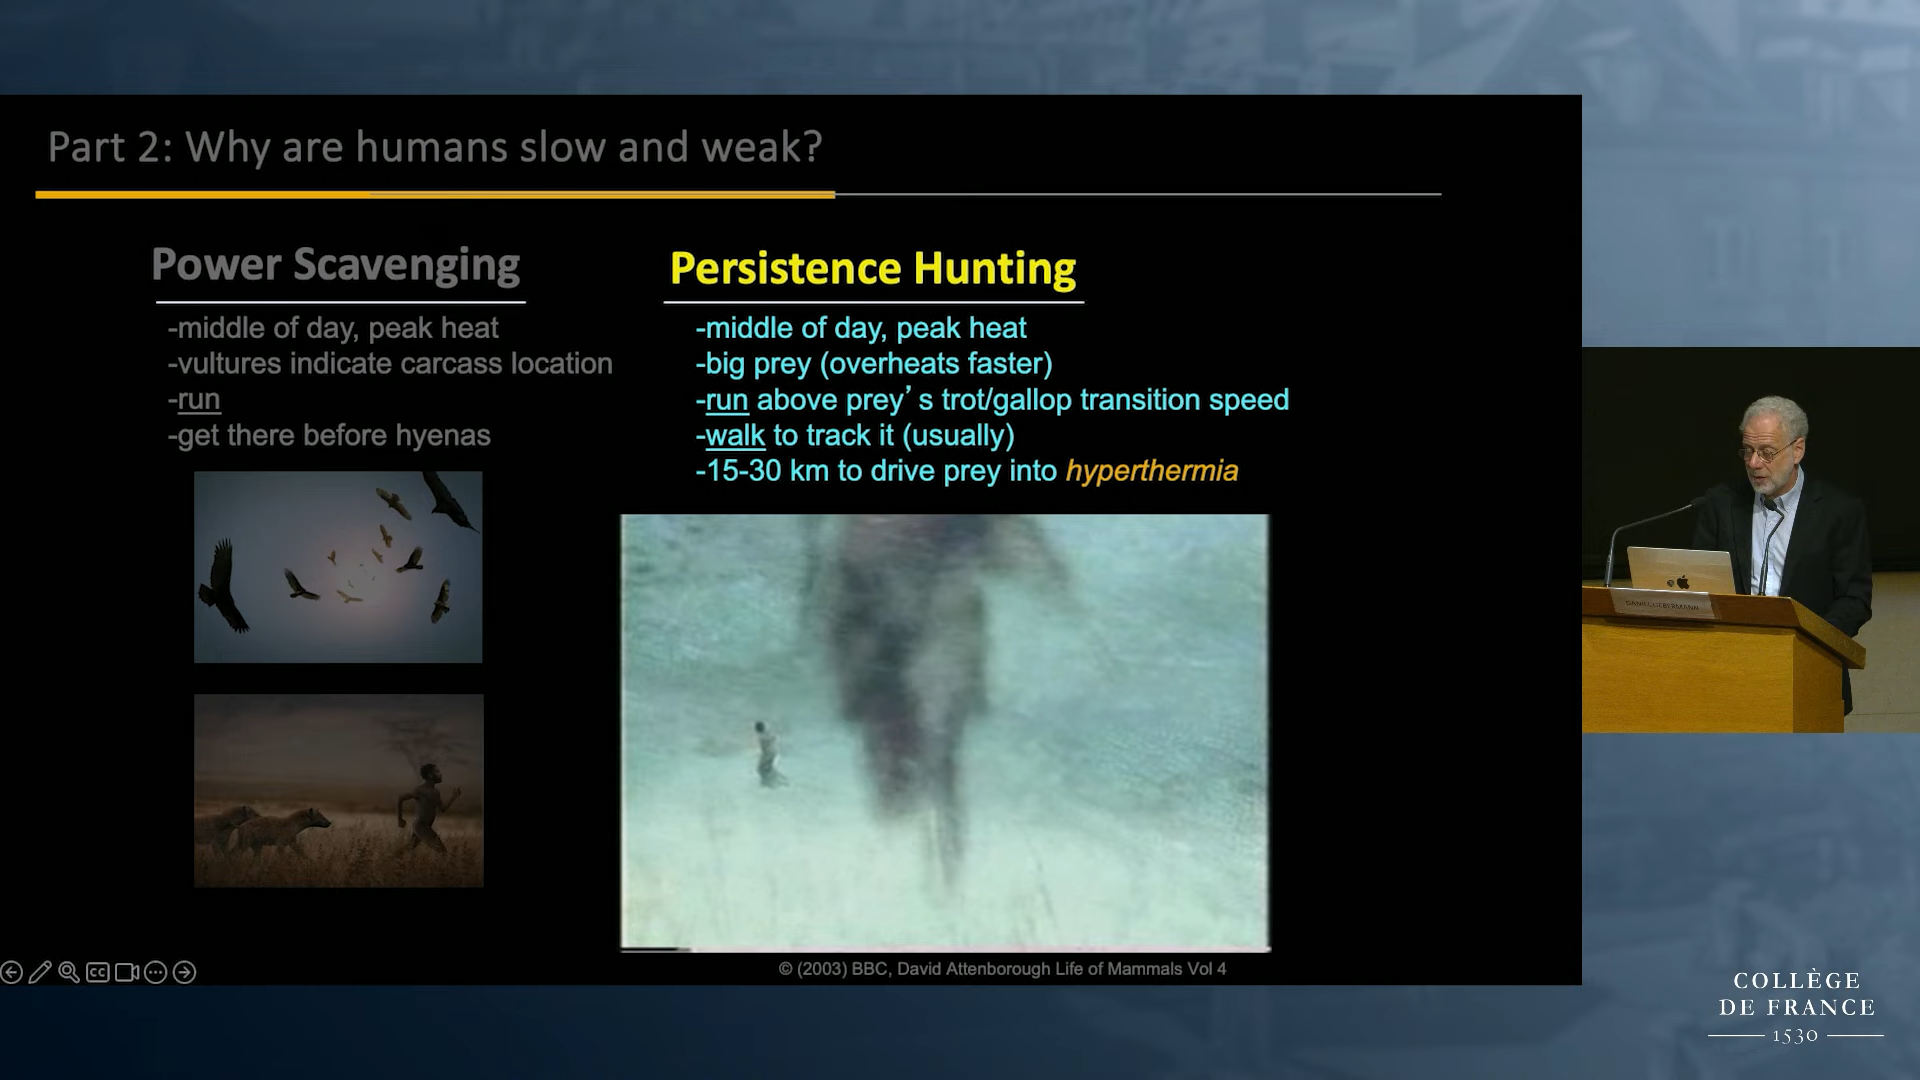 Part 2: Why are humans slow and weak?
Power Scavenging
-middle of day, peak heat
-vultures indicate carcass location
-run
-get there before hyenas
Persistence Hunting
-middle of day, peak heat
-big prey (overheats faster)
-run above prey’s trot/gallop transition speed
-walk to track it (usually)
-15-30 km to drive prey into hyperthermia
© (2003) BBC, David Attenborough Life of Mammals Vol 4
CC
COLLÈGE
DE FRANCE
1530